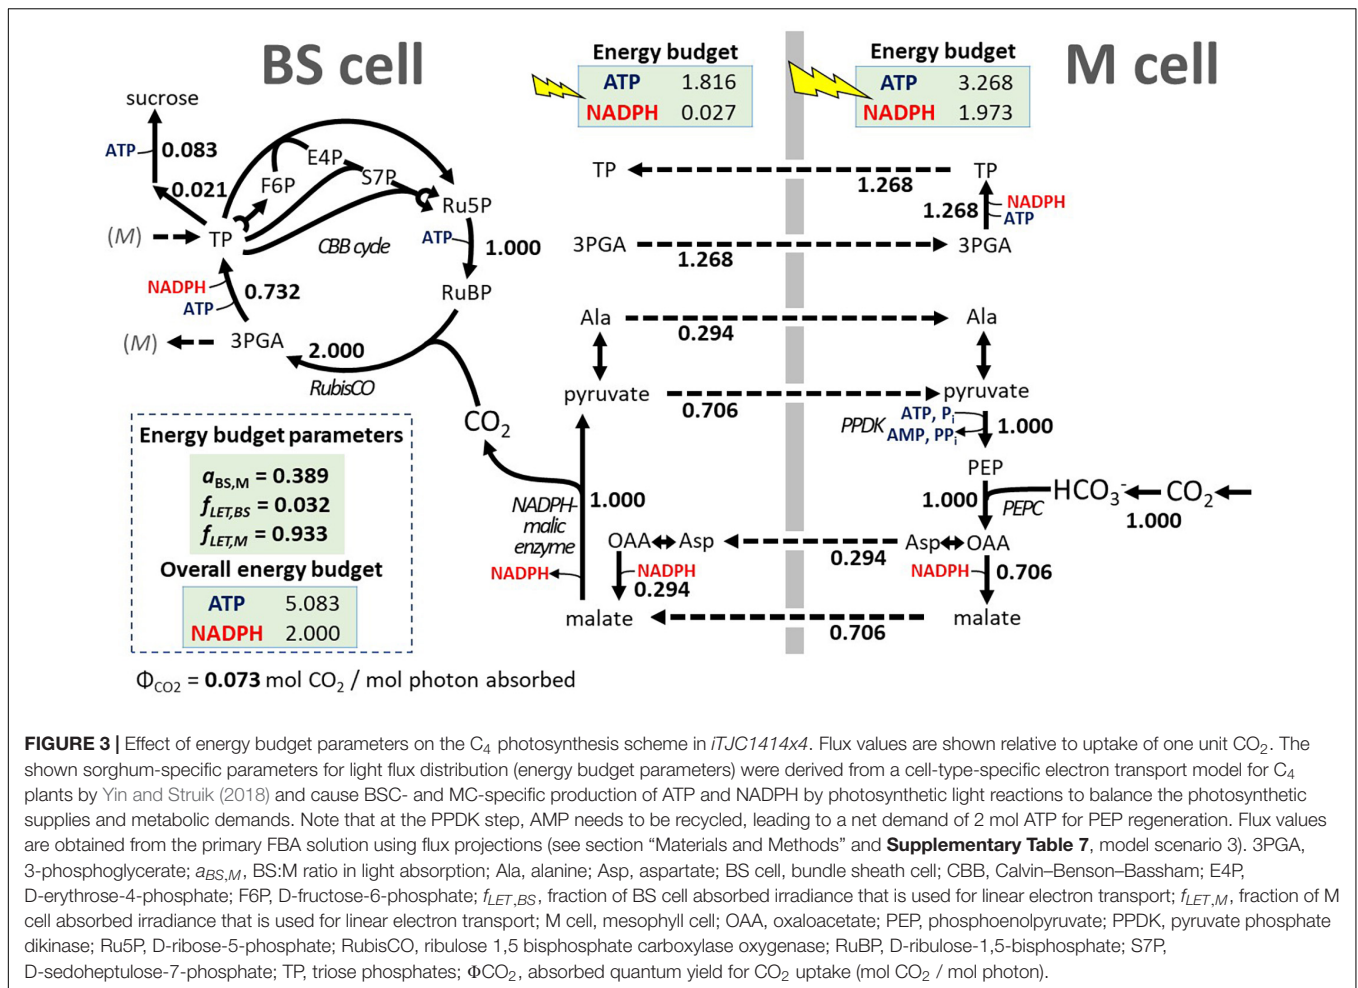 BS cell
Energy budget
ATP 1.816
NADPH 0.027
Energy budget
ATP 3.268
NADPH 1.973
M cell
sucrose
ATP
0.083
0.021
E4P
F6P
S7P
Ru5P
(M)
TP
CBB cycle
ATP
1.000
NADPH
ATP
0.732
RuBP
(M)
3PGA
2.000
RubisCO
CO2
TP
1.268
TP
1.268
NADPH
ATP
3PGA
1.268
3PGA
Ala
0.294
Ala
pyruvate
0.706
pyruvate
PPDK
ATP, Pi
AMP, PPi
1.000
PEP
1.000
PEPC
HCO3-
CO2
1.000
NADPH-
malic
enzyme
1.000
NADPH
OAA
Asp
0.294
Asp
OAA
NADPH
0.294
NADPH
0.706
malate
0.706
malate
Energy budget parameters
aBS,M = 0.389
fLET,BS = 0.032
fLET,M = 0.933
Overall energy budget
ATP 5.083
NADPH 2.000
ΦCO2 = 0.073 mol CO2 / mol photon absorbed
FIGURE 3 | Effect of energy budget parameters on the C4 photosynthesis scheme in iTJC1414x4. Flux values are shown relative to uptake of one unit CO2. The
shown sorghum-specific parameters for light flux distribution (energy budget parameters) were derived from a cell-type-specific electron transport model for C4
plants by Yin and Struik (2018) and cause BSC- and MC-specific production of ATP and NADPH by photosynthetic light reactions to balance the photosynthetic
supplies and metabolic demands. Note that at the PPDK step, AMP needs to be recycled, leading to a net demand of 2 mol ATP for PEP regeneration. Flux values
are obtained from the primary FBA solution using flux projections (see section “Materials and Methods” and Supplementary Table 7, model scenario 3). 3PGA,
3-phosphoglycerate; aBS,M, BS:M ratio in light absorption; Ala, alanine; Asp, aspartate; BS cell, bundle sheath cell; CBB, Calvin–Benson–Bassham; E4P,
D-erythrose-4-phosphate; F6P, D-fructose-6-phosphate; fLET,BS, fraction of BS cell absorbed irradiance that is used for linear electron transport; fLET,M, fraction of M
cell absorbed irradiance that is used for linear electron transport; M cell, mesophyll cell; OAA, oxaloacetate; PEP, phosphoenolpyruvate; PPDK, pyruvate phosphate
dikinase; Ru5P, D-ribose-5-phosphate; RubisCO, ribulose 1,5 bisphosphate carboxylase oxygenase; RuBP, D-ribulose-1,5-bisphosphate; S7P,
D-sedoheptulose-7-phosphate; TP, triose phosphates; ΦCO2, absorbed quantum yield for CO2 uptake (mol CO2 / mol photon).